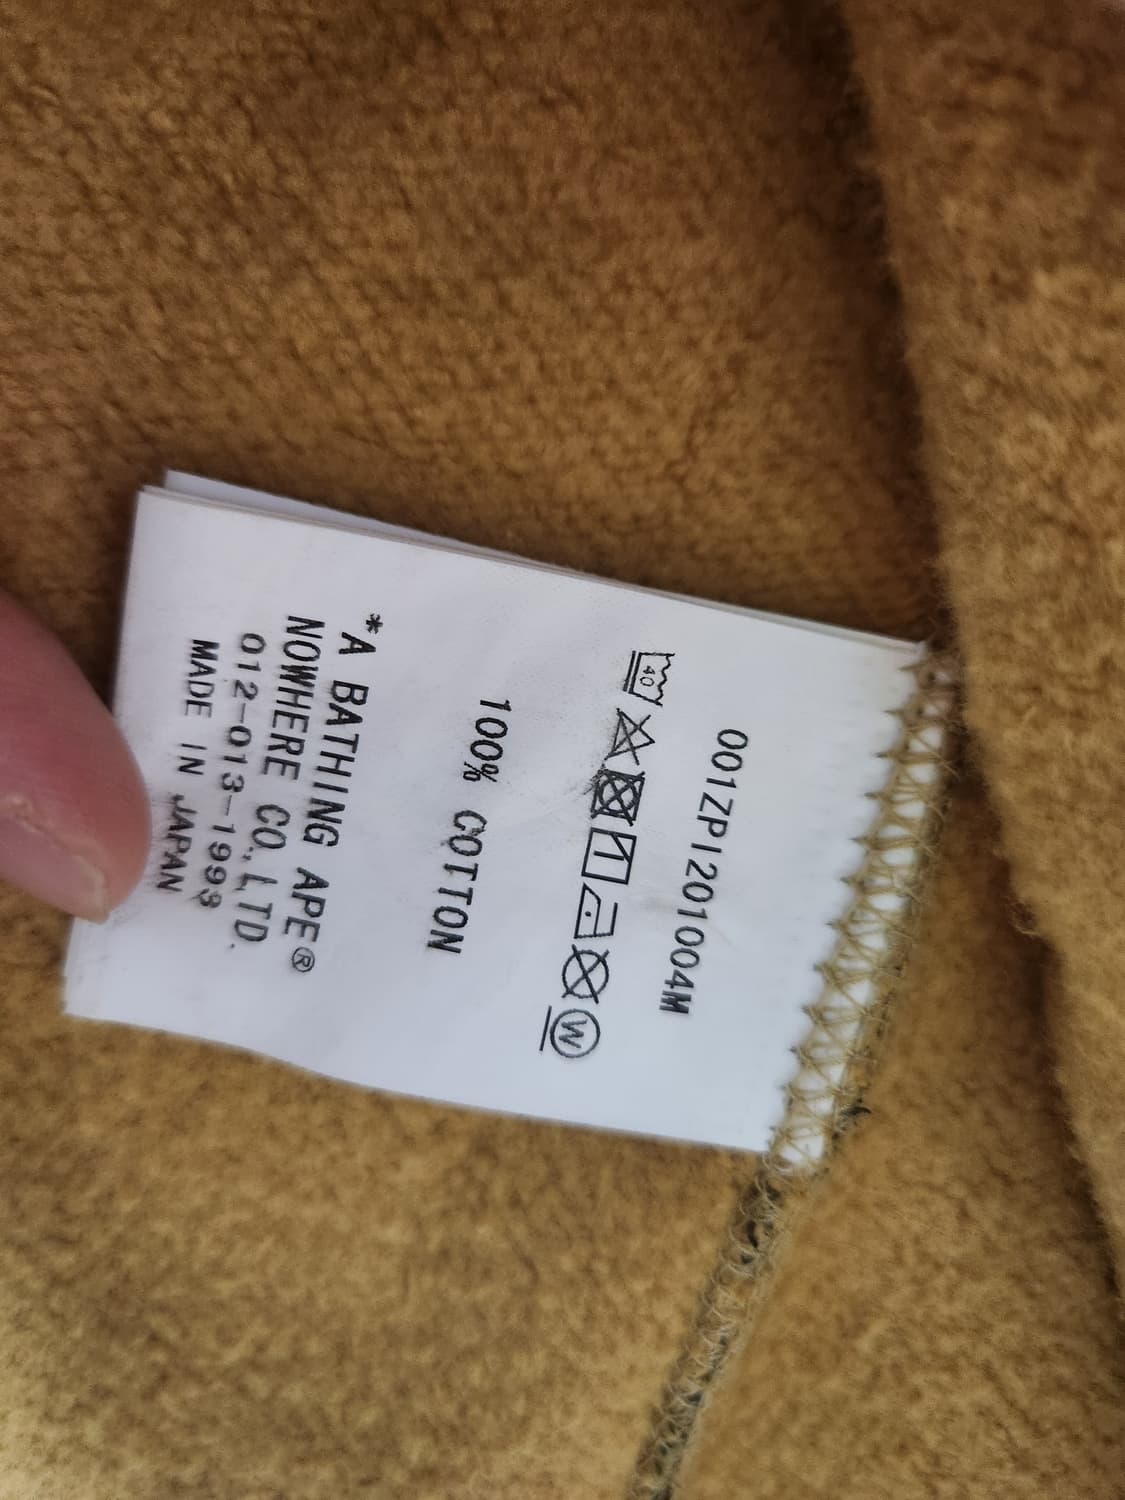 001ZPI201004M
40
W
100% COTTON
*A BATHING APE®
NOWHERE CO., LTD.
012-013-1993
MADE IN JAPAN